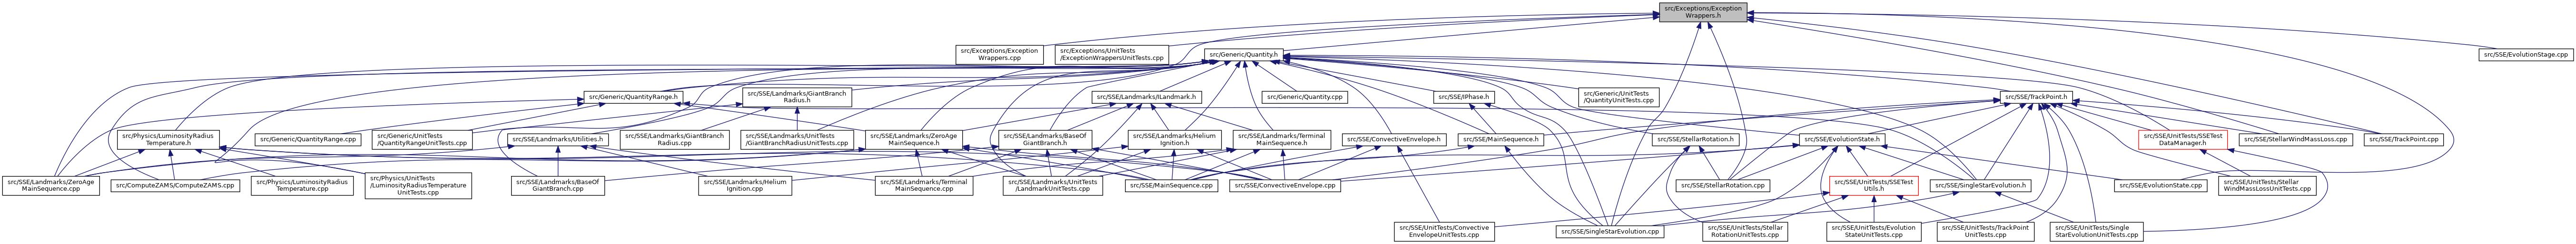 src/Exceptions/Exception
Wrappers.h
src/Exceptions/Exception
Wrappers.cpp
src/Exceptions/UnitTests
/ExceptionWrappersUnitTests.cpp
src/Generic/Quantity.h
src/SSE/EvolutionStage.cpp
src/Generic/QuantityRange.h
src/SSE/Landmarks/GiantBranch
Radius.h
src/SSE/Landmarks/ILandmark.h
src/Generic/Quantity.cpp
src/SSE/IPhase.h
src/Generic/UnitTests
/QuantityUnitTests.cpp
src/SSE/TrackPoint.h
src/Physics/LuminosityRadius
Temperature.h
src/Generic/QuantityRange.cpp
src/Generic/UnitTests
/QuantityRangeUnitTests.cpp
src/SSE/Landmarks/Utilities.h
src/SSE/Landmarks/GiantBranch
Radius.cpp
src/SSE/Landmarks/UnitTests
/GiantBranchRadiusUnitTests.cpp
src/SSE/Landmarks/ZeroAge
MainSequence.h
src/SSE/Landmarks/BaseOf
GiantBranch.h
src/SSE/Landmarks/Helium
Ignition.h
src/SSE/Landmarks/Terminal
MainSequence.h
src/SSE/ConvectiveEnvelope.h
src/SSE/MainSequence.h
src/SSE/StellarRotation.h
src/SSE/EvolutionState.h
src/SSE/UnitTests/SSETest
DataManager.h
src/SSE/StellarWindMassLoss.cpp
src/SSE/TrackPoint.cpp
src/SSE/Landmarks/ZeroAge
MainSequence.cpp
src/ComputeZAMS/ComputeZAMS.cpp
src/Physics/LuminosityRadius
Temperature.cpp
src/Physics/UnitTests
/LuminosityRadiusTemperature
UnitTests.cpp
src/SSE/Landmarks/BaseOf
GiantBranch.cpp
src/SSE/Landmarks/Helium
Ignition.cpp
src/SSE/Landmarks/Terminal
MainSequence.cpp
src/SSE/Landmarks/UnitTests
/LandmarkUnitTests.cpp
src/SSE/MainSequence.cpp
src/SSE/ConvectiveEnvelope.cpp
src/SSE/StellarRotation.cpp
src/SSE/UnitTests/SSETest
Utils.h
src/SSE/SingleStarEvolution.h
src/SSE/EvolutionState.cpp
src/SSE/UnitTests/Stellar
WindMassLossUnitTests.cpp
src/SSE/UnitTests/Convective
EnvelopeUnitTests.cpp
src/SSE/SingleStarEvolution.cpp
src/SSE/UnitTests/Stellar
RotationUnitTests.cpp
src/SSE/UnitTests/Evolution
StateUnitTests.cpp
src/SSE/UnitTests/TrackPoint
UnitTests.cpp
src/SSE/UnitTests/Single
StarEvolutionUnitTests.cpp